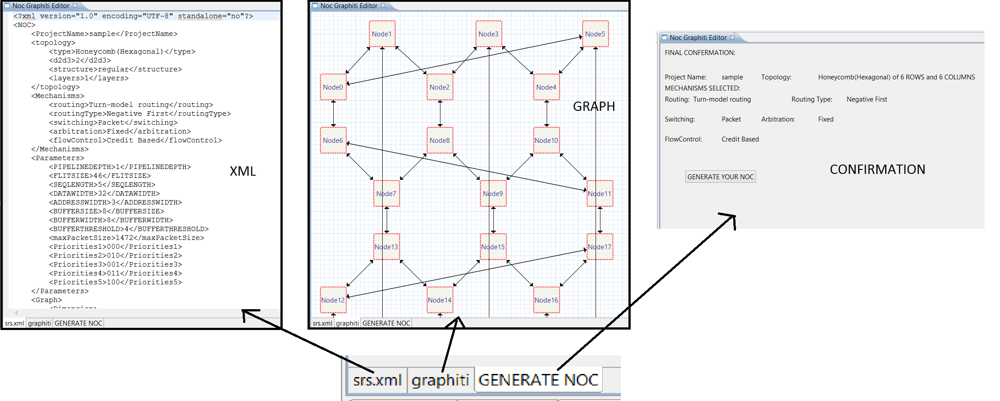 Noc Graphiti Editor
<?xml version="1.0" encoding="UTF-8" standalone="no"?>
<NOC>
<ProjectName>sample</ProjectName>
<topology>
<type>Honeycomb(Hexagonal)</type>
<d2d3>2</d2d3>
<structure>regular</structure>
<layers>1</layers>
</topology>
<Mechanisms>
<routing>Turn-model routing</routing>
<routingType>Negative First</routingType>
<switching>Packet</switching>
<arbitration>Fixed</arbitration>
<flowControl>Credit Based</flowControl>
</Mechanisms>
<Parameters>
<PIPELINEDEPTH>1</PIPELINEDEPTH>
<FLITSIZE>46</FLITSIZE>
<SEQLENGTH>5</SEQLENGTH>
<DATAWIDTH>32</DATAWIDTH>
<ADDRESSWIDTH>3</ADDRESSWIDTH>
<BUFFERSIZE>8</BUFFERSIZE>
<BUFFERWIDTH>8</BUFFERWIDTH>
<BUFFERTHRESHOLD>4</BUFFERTHRESHOLD>
<maxPacketSize>1472</maxPacketSize>
<Priorities1>000</Priorities1>
<Priorities2>010</Priorities2>
<Priorities3>001</Priorities3>
<Priorities4>011</Priorities4>
<Priorities5>100</Priorities5>
</Parameters>
<Graph>
<Dimension>
XML
srs.xml graphiti GENERATE NOC
Noc Graphiti Editor
Node1 Node3 Node5
Node0 Node2 Node4
GRAPH
Node6 Node8 Node10
Node7 Node9 Node11
Node13 Node15 Node17
Node12 Node14 Node16
srs.xml graphiti GENERATE NOC
Noc Graphiti Editor
FINAL CONFERMATION:
Project Name: sample Topology: Honeycomb(Hexagonal) of 6 ROWS and 6 COLUMNS
MECHANISMS SELECTED:
Routing: Turn-model routing Routing Type: Negative First
Switching: Packet Arbitration: Fixed
FlowControl: Credit Based
CONFIRMATION
GENERATE YOUR NOC
srs.xml graphiti GENERATE NOC